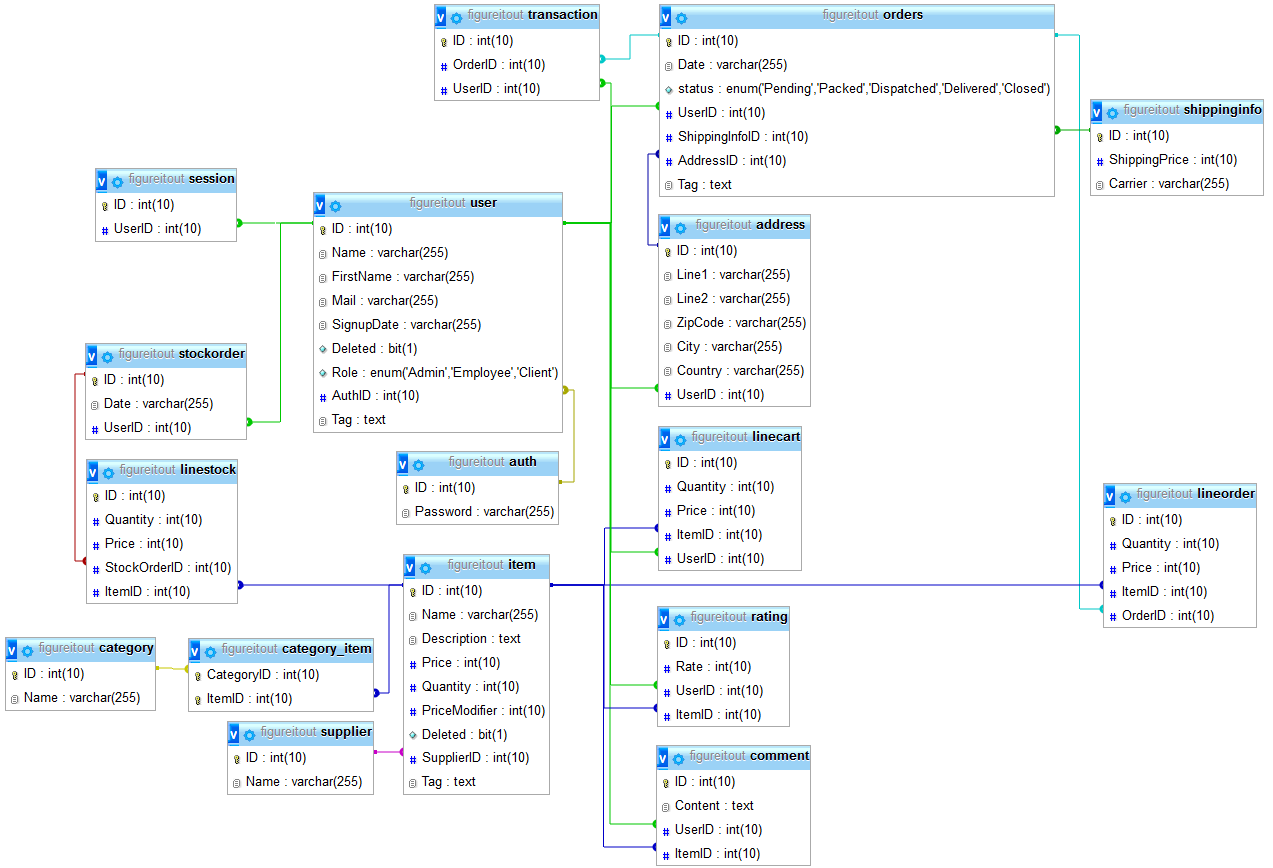 figureitout transaction
ID : int(10)
OrderID : int(10)
UserID : int(10)
figureitout orders
ID : int(10)
Date : varchar(255)
status : enum('Pending','Packed','Dispatched','Delivered','Closed')
UserID : int(10)
ShippingInfoID : int(10)
AddressID : int(10)
Tag : text
figureitout shippinginfo
ID : int(10)
ShippingPrice : int(10)
Carrier : varchar(255)
figureitout session
ID : int(10)
UserID : int(10)
figureitout user
ID : int(10)
Name : varchar(255)
FirstName : varchar(255)
Mail : varchar(255)
SignupDate : varchar(255)
Deleted : bit(1)
Role : enum('Admin','Employee','Client')
AuthID : int(10)
Tag : text
figureitout address
ID : int(10)
Line1 : varchar(255)
Line2 : varchar(255)
ZipCode : varchar(255)
City : varchar(255)
Country : varchar(255)
UserID : int(10)
figureitout stockorder
ID : int(10)
Date : varchar(255)
UserID : int(10)
figureitout linestock
ID : int(10)
Quantity : int(10)
Price : int(10)
StockOrderID : int(10)
ItemID : int(10)
figureitout auth
ID : int(10)
Password : varchar(255)
figureitout linecart
ID : int(10)
Quantity : int(10)
Price : int(10)
ItemID : int(10)
UserID : int(10)
figureitout lineorder
ID : int(10)
Quantity : int(10)
Price : int(10)
ItemID : int(10)
OrderID : int(10)
figureitout item
ID : int(10)
Name : varchar(255)
Description : text
Price : int(10)
Quantity : int(10)
PriceModifier : int(10)
Deleted : bit(1)
SupplierID : int(10)
Tag : text
figureitout category
ID : int(10)
Name : varchar(255)
figureitout category_item
CategoryID : int(10)
ItemID : int(10)
figureitout supplier
ID : int(10)
Name : varchar(255)
figureitout rating
ID : int(10)
Rate : int(10)
UserID : int(10)
ItemID : int(10)
figureitout comment
ID : int(10)
Content : text
UserID : int(10)
ItemID : int(10)